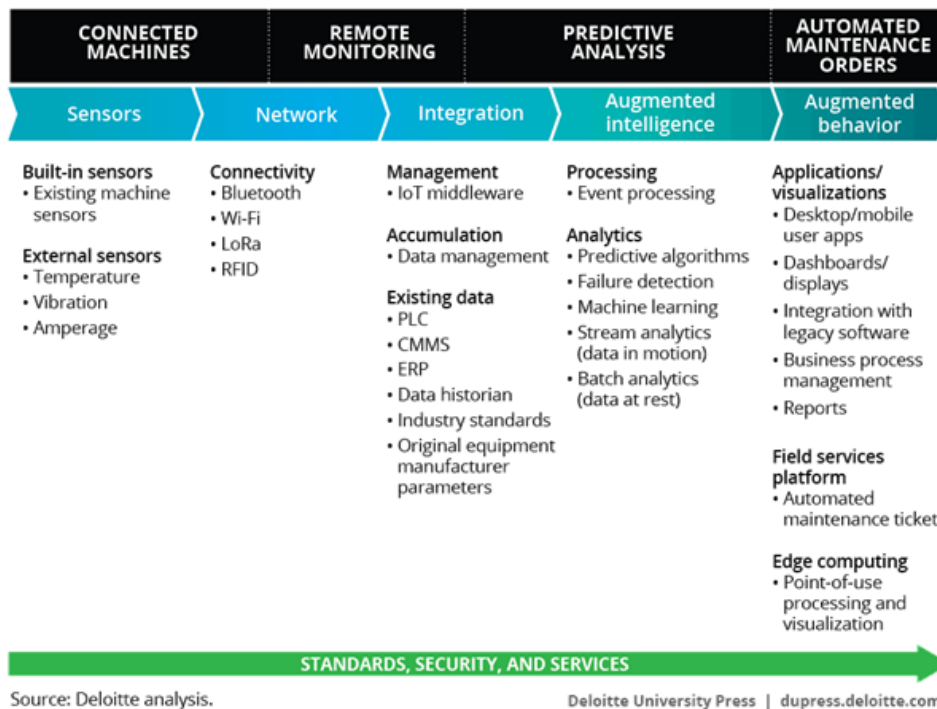 CONNECTED
MACHINES
REMOTE
MONITORING
PREDICTIVE
ANALYSIS
AUTOMATED
MAINTENANCE
ORDERS
Sensors
Network
Integration
Augmented
intelligence
Augmented
behavior
Built-in sensors
• Existing machine
sensors
External sensors
• Temperature
• Vibration
• Amperage
Connectivity
• Bluetooth
• Wi-Fi
• LoRa
• RFID
Management
• IoT middleware
Accumulation
• Data management
Existing data
• PLC
• CMMS
• ERP
• Data historian
• Industry standards
• Original equipment
manufacturer
parameters
Processing
• Event processing
Analytics
• Predictive algorithms
• Failure detection
• Machine learning
• Stream analytics
(data in motion)
• Batch analytics
(data at rest)
Applications/
visualizations
• Desktop/mobile
user apps
• Dashboards/
displays
• Integration with
legacy software
• Business process
management
• Reports
Field services
platform
• Automated
maintenance ticket
Edge computing
• Point-of-use
processing and
visualization
STANDARDS, SECURITY, AND SERVICES
Source: Deloitte analysis.
Deloitte University Press | dupress.deloitte.com